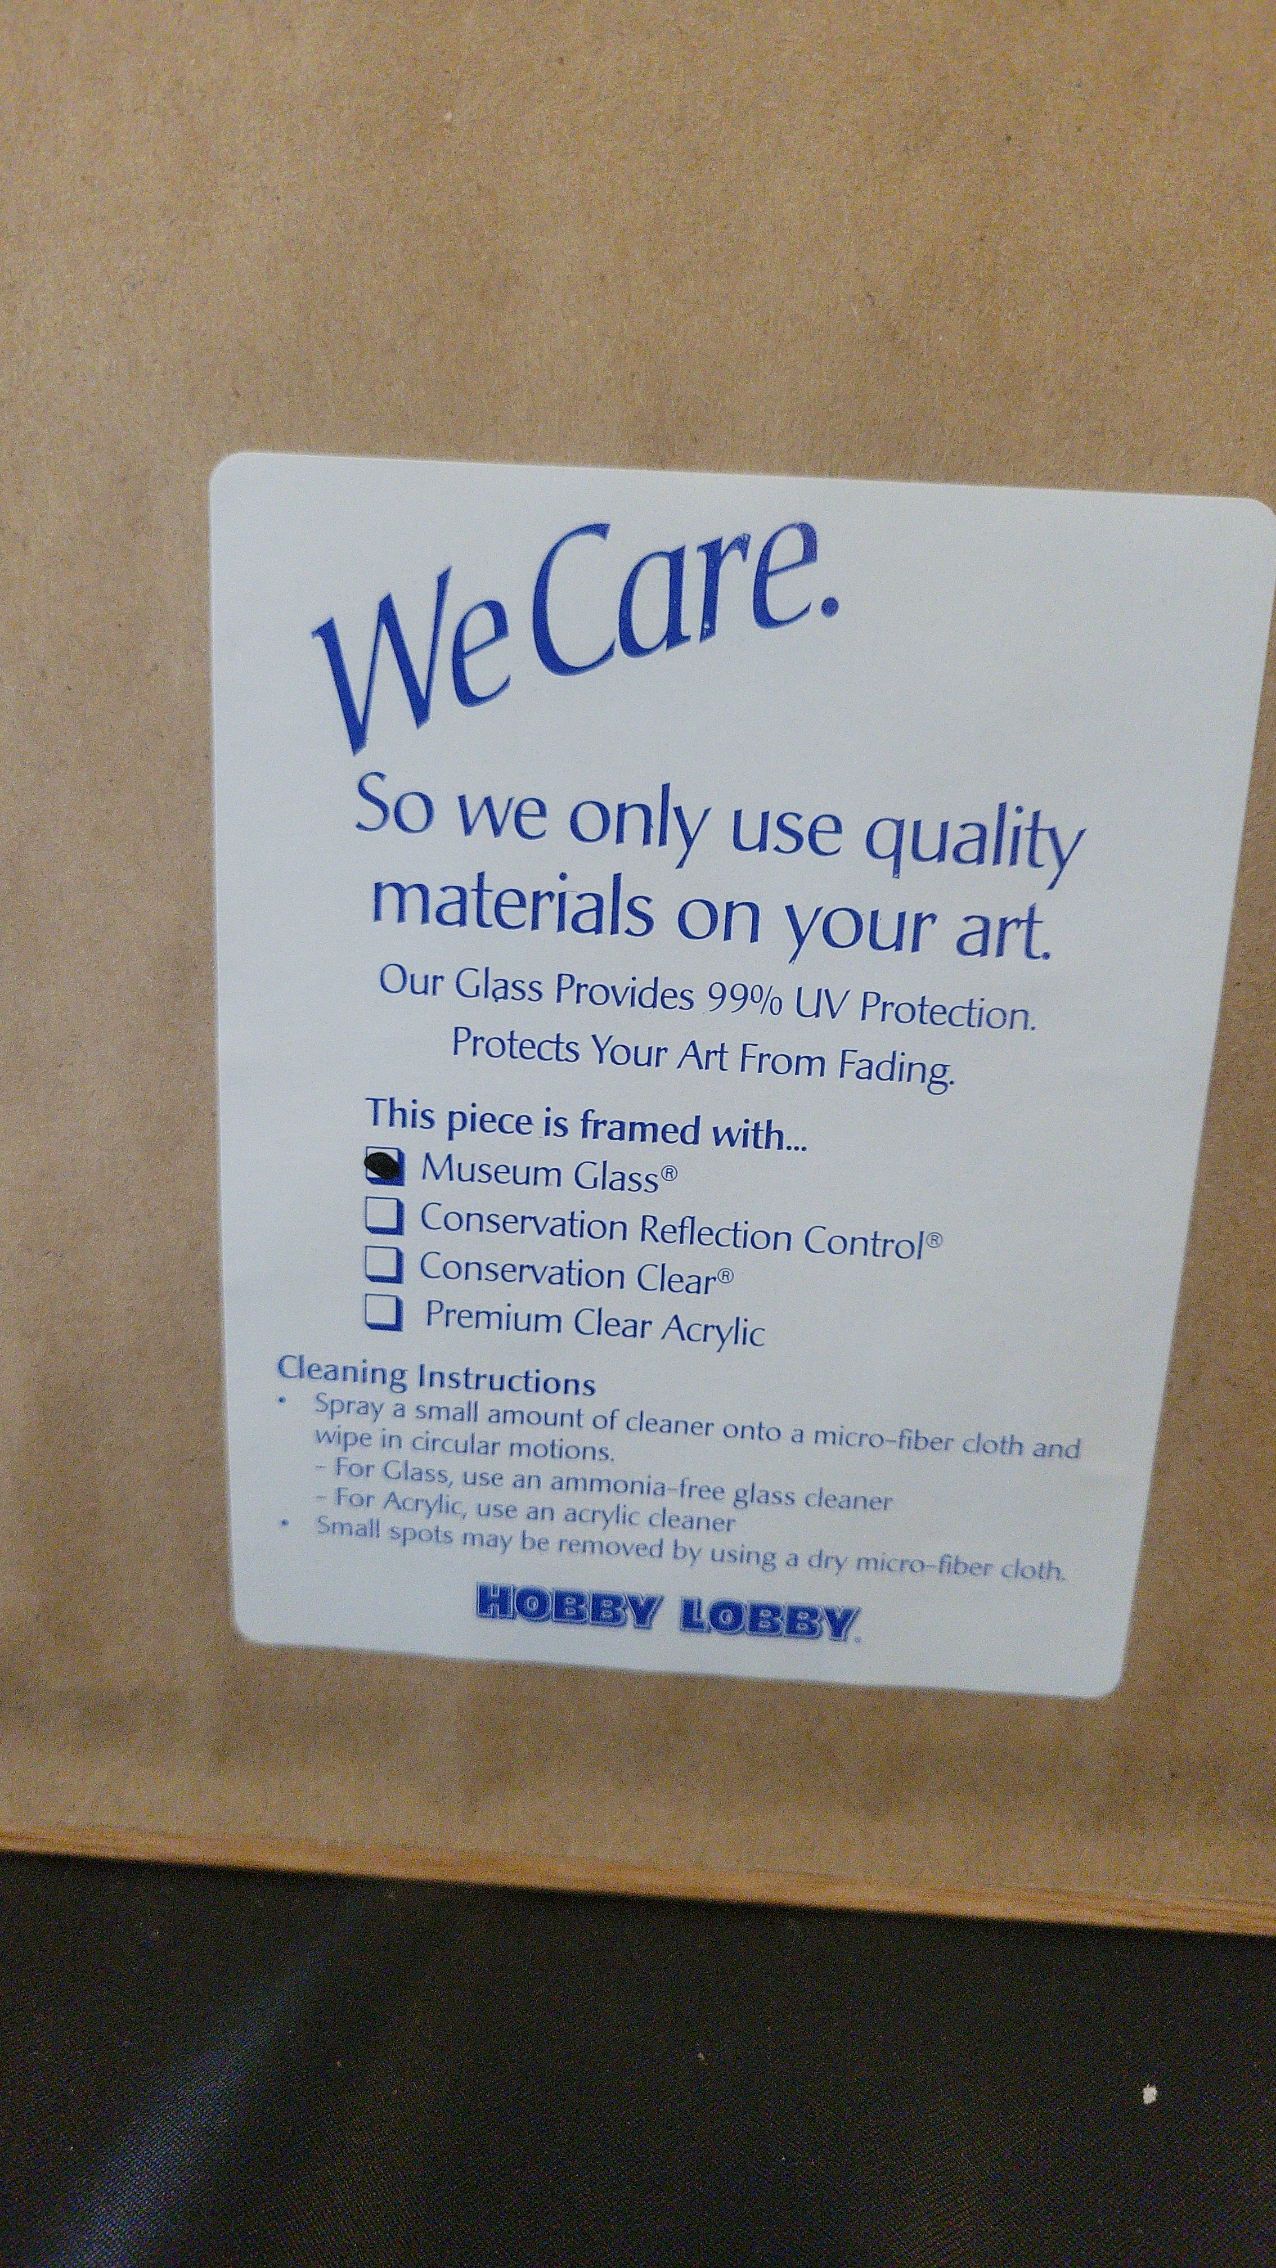 We Care.
So we only use quality
materials on your art.
Our Glass Provides 99% UV Protection.
Protects Your Art From Fading.
This piece is framed with...
Museum Glass®
Conservation Reflection Control®
Conservation Clear®
Premium Clear Acrylic
Cleaning Instructions
• Spray a small amount of cleaner onto a micro-fiber cloth and
wipe in circular motions.
- For Glass, use an ammonia-free glass cleaner
- For Acrylic, use an acrylic cleaner
• Small spots may be removed by using a dry micro-fiber cloth.
HOBBY LOBBY